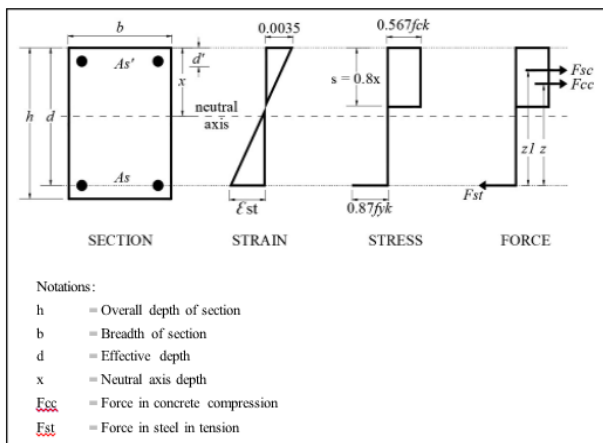 b
0.0035
0.567fck
As'
d'
x
s = 0.8x
Fsc
Fcc
h
d
neutral
axis
z1
z
As
Fst
Ɛst
0.87fyk
SECTION
STRAIN
STRESS
FORCE
Notations:
h = Overall depth of section
b = Breadth of section
d = Effective depth
x = Neutral axis depth
Fcc = Force in concrete compression
Fst = Force in steel in tension